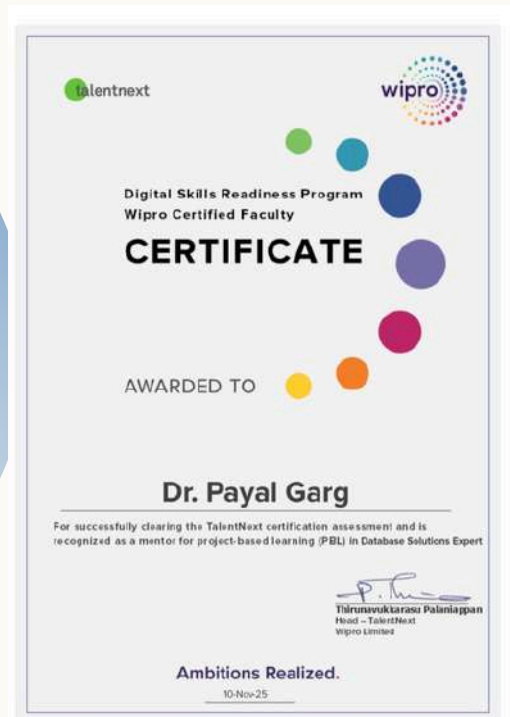 talentnext
wipro
Digital Skills Readiness Program
Wipro Certified Faculty
CERTIFICATE
AWARDED TO
Dr. Payal Garg
For successfully clearing the TalentNext certification assessment and is
recognized as a mentor for project-based learning (PBL) in Database Solutions Expert
P. Th
Thirunavukkarasu Palaniappan
Head – TalentNext
Wipro Limited
Ambitions Realized.
10-Nov-25